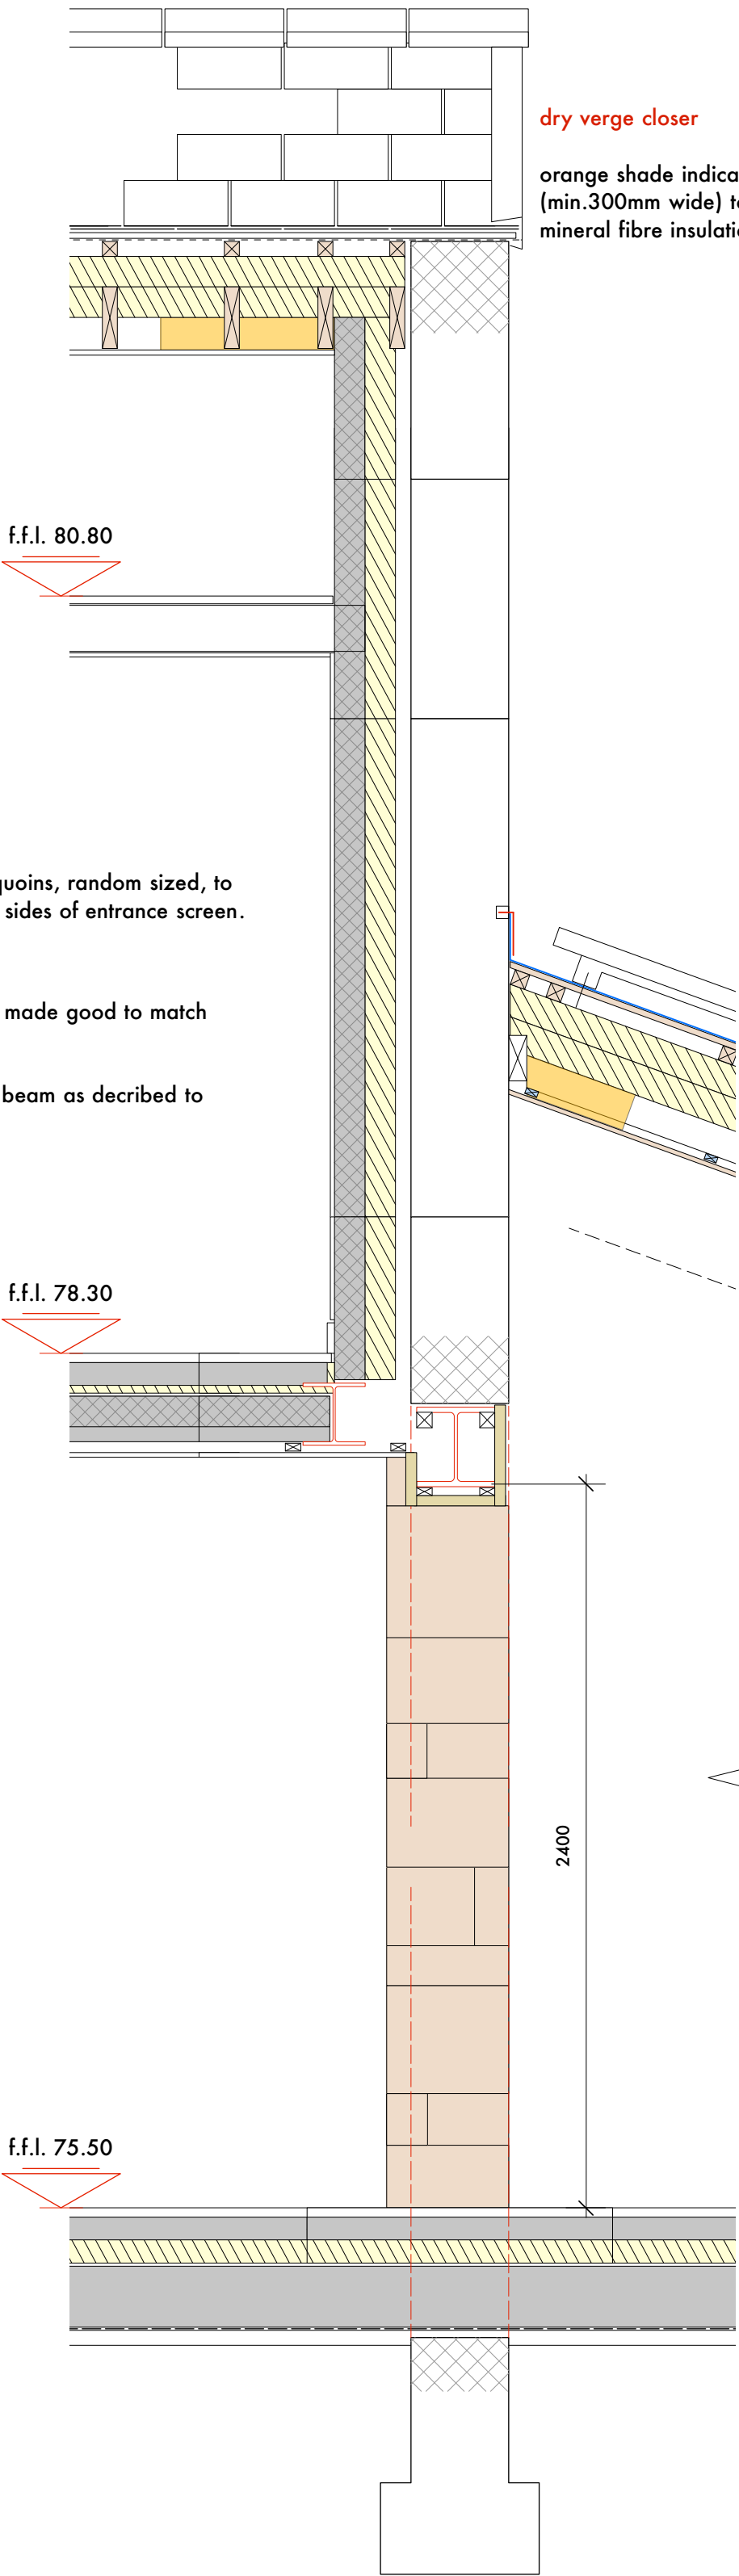 dry verge closer
orange shade indica
(min.300mm wide) t
mineral fibre insulati
f.f.l. 80.80
uoins, random sized, to
sides of entrance screen.
made good to match
beam as decribed to
f.f.l. 78.30
2400
f.f.l. 75.50